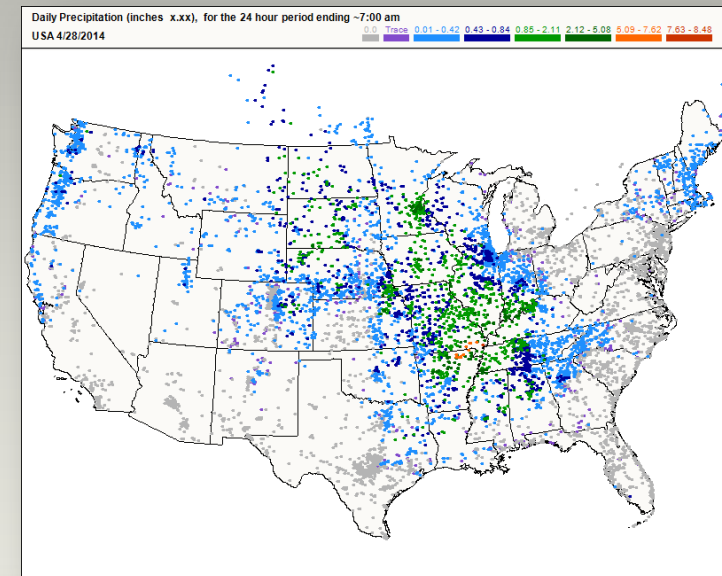 Daily Precipitation (inches x.xx), for the 24 hour period ending ~7:00 am
USA 4/28/2014
0.0 Trace 0.01 - 0.42 0.43 - 0.84 0.85 - 2.11 2.12 - 5.08 5.09 - 7.62 7.63 - 8.48